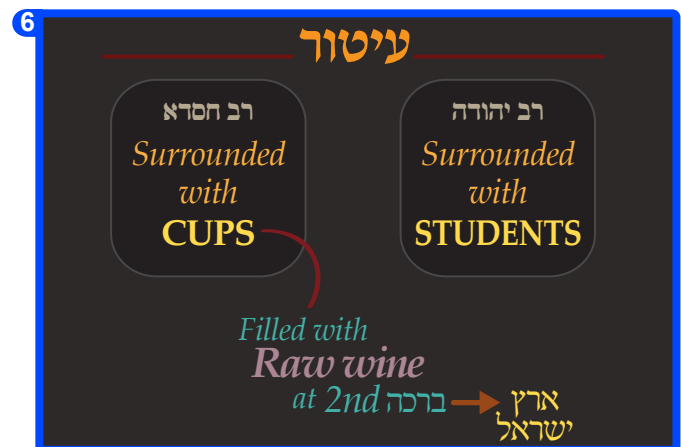 6
עיטור
רב יהודה
Surrounded
with
STUDENTS
רב חסדא
Surrounded
with
CUPS
Filled with
Raw wine
at 2nd ברכה
ארץ
ישראל